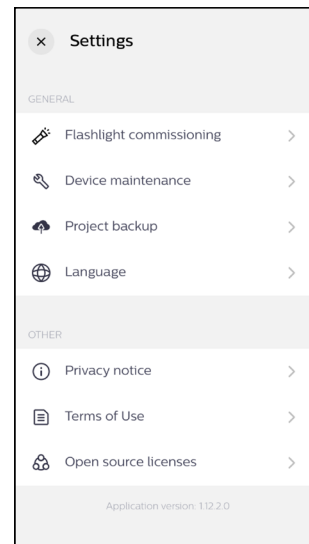 Settings
GENERAL
Flashlight commissioning
Device maintenance
Project backup
Language
OTHER
Privacy notice
Terms of Use
Open source licenses
Application version: 1.12.2.0